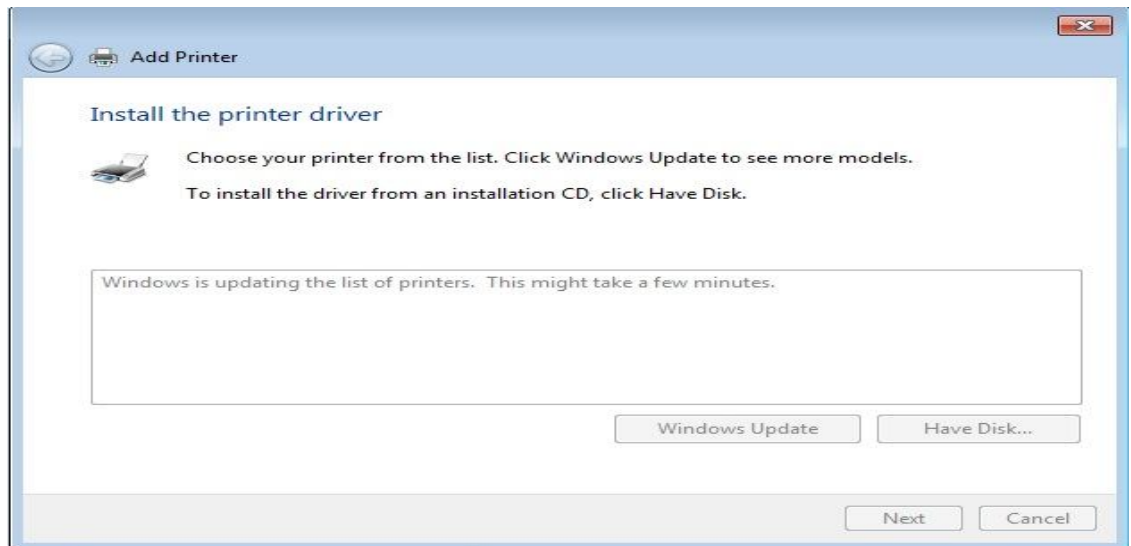 Add Printer
Install the printer driver
Choose your printer from the list. Click Windows Update to see more models.
To install the driver from an installation CD, click Have Disk.
Windows is updating the list of printers.  This might take a few minutes.
Windows Update Have Disk...
Next Cancel